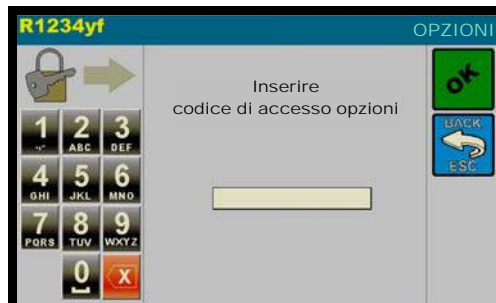 R1234yf
OPZIONI
Inserire
codice di accesso opzioni
OK
BACK
ESC
1 2 3
.,-" ABC DEF
4 5 6
GHI JKL MNO
7 8 9
PQRS TUV WXYZ
0 X